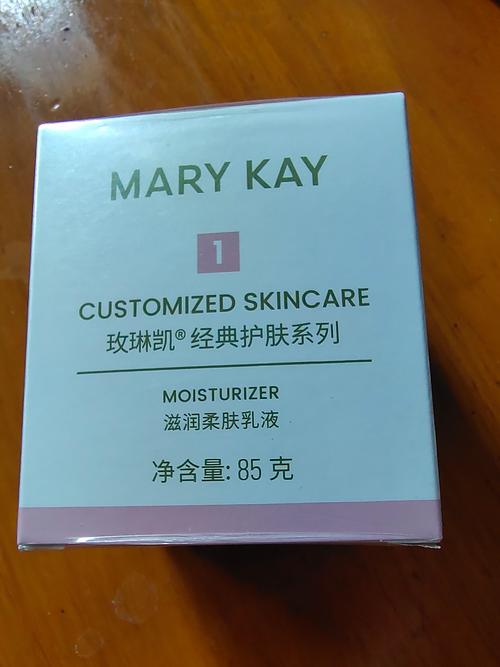 MARY KAY
1
CUSTOMIZED SKINCARE
玫琳凯® 经典护肤系列
MOISTURIZER
滋润柔肤乳液
净含量: 85 克